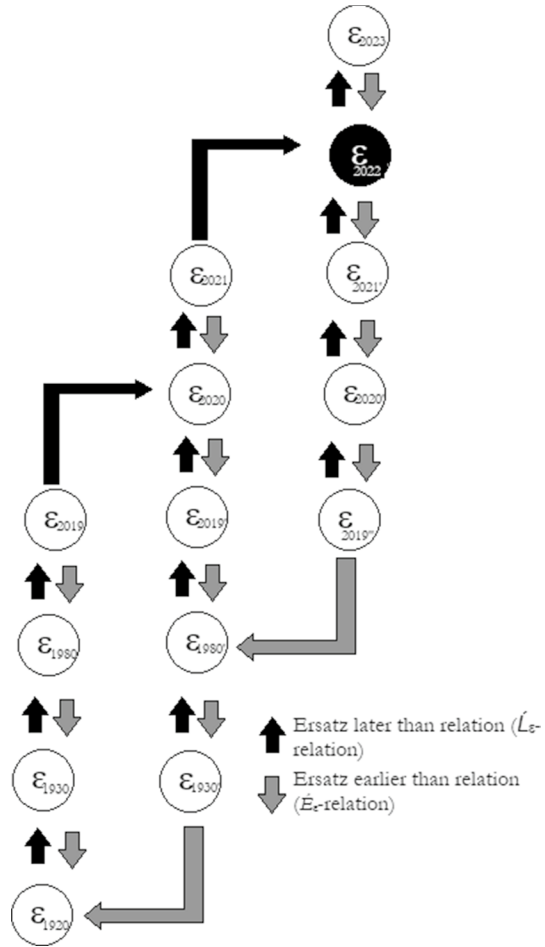 ε2023
ε2022
ε2021 ε2021'
ε2020 ε2020'
ε2019 ε2019' ε2019''
ε1980 ε1980'
ε1930 ε1930'
ε1920
Ersatz later than relation (Ĺε-
relation)
Ersatz earlier than relation
(Éε-relation)